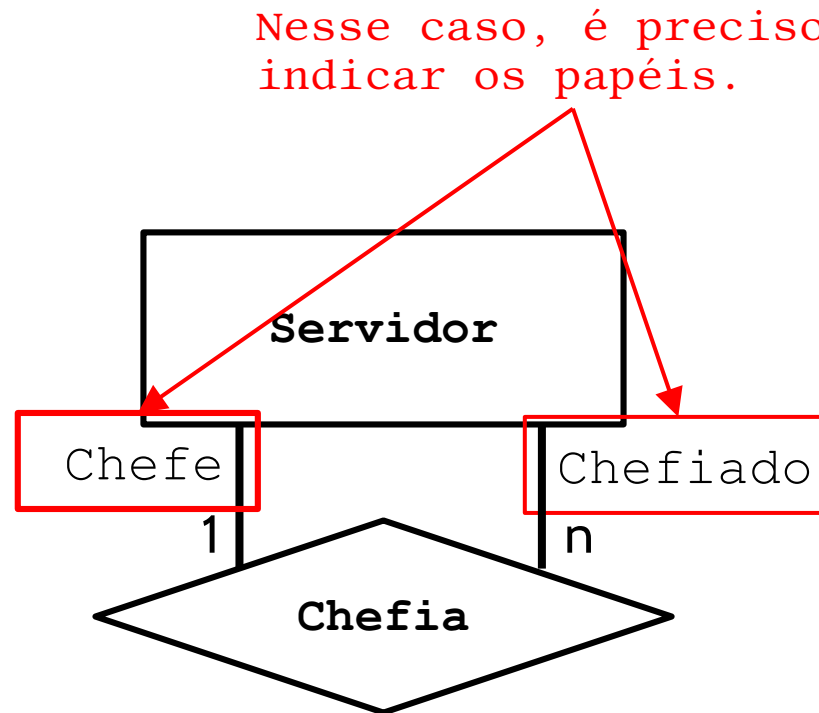 Nesse caso, é preciso
indicar os papéis.
Servidor
Chefe
Chefiado
1
n
Chefia